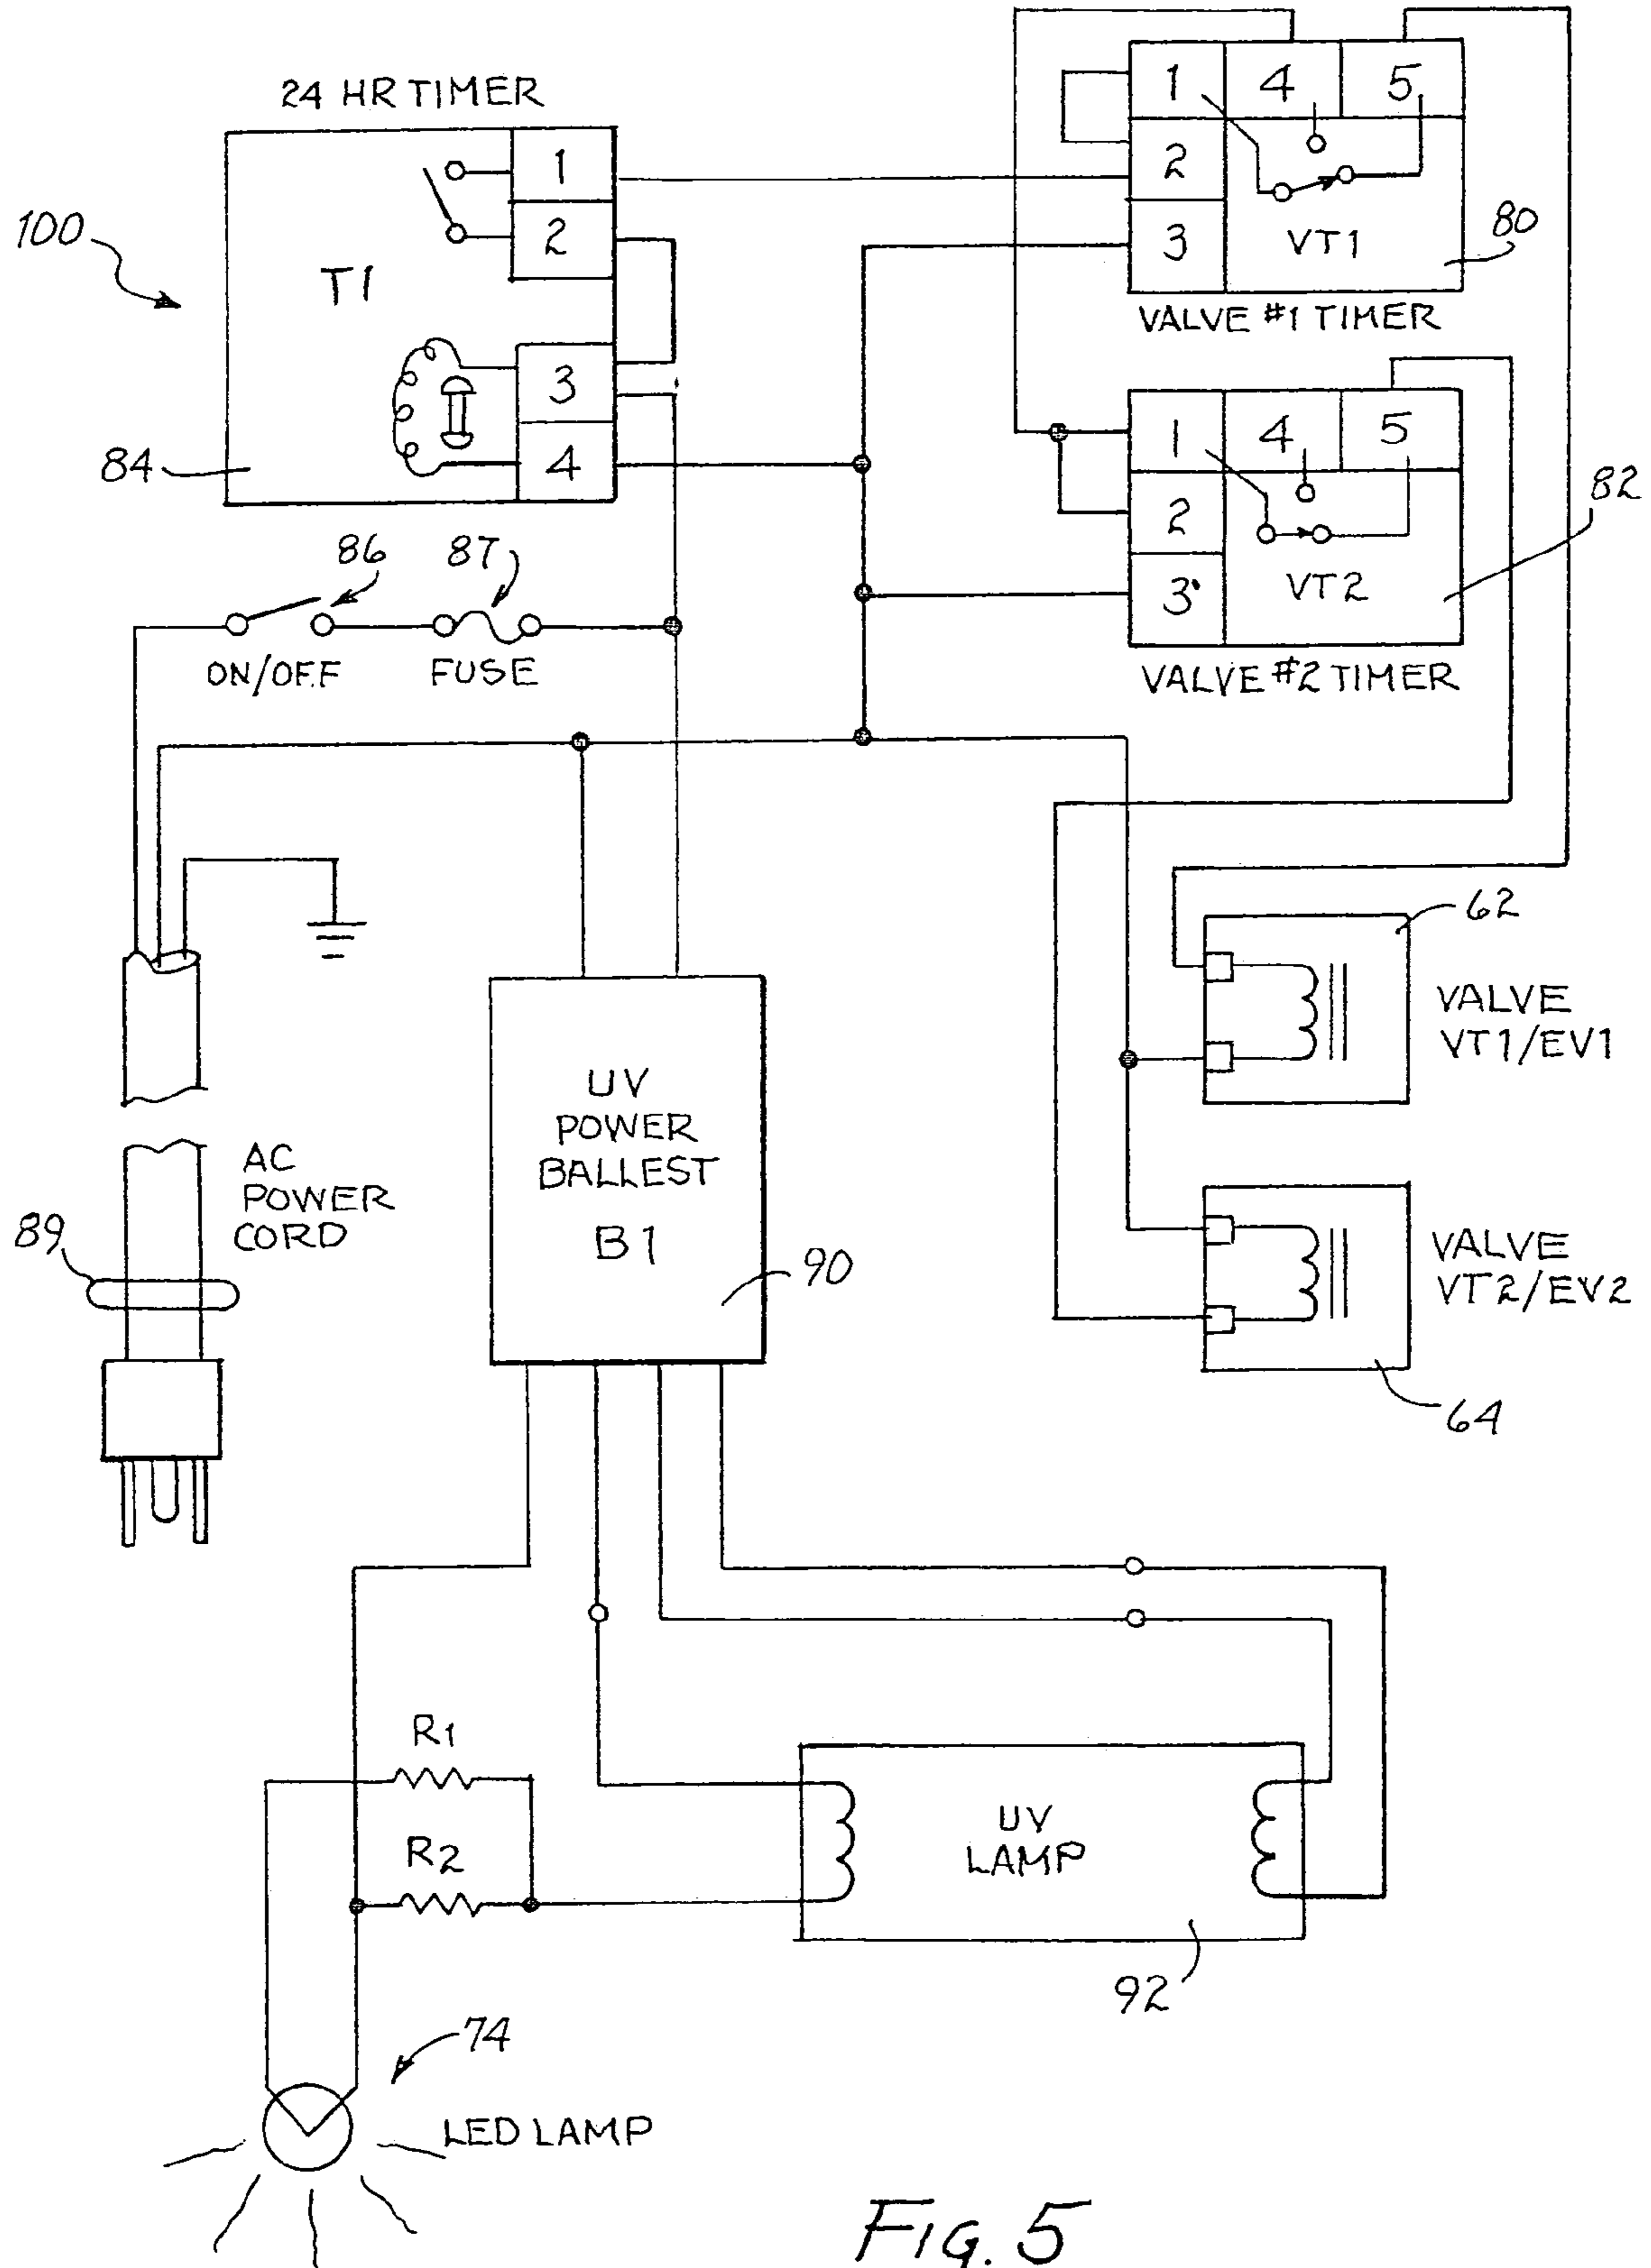 24 HR TIMER
1
2
T1
3
4
100
84
1
4
5
2
3
VT1
80
VALVE #1 TIMER
1
4
5
2
3
VT2
82
VALVE #2 TIMER
86
87
ON/OFF
FUSE
62
VALVE
VT1/EV1
UV
POWER
BALLEST
B1
90
AC
POWER
CORD
89
VALVE
VT2/EV2
64
R1
R2
UV
LAMP
92
74
LED LAMP
FIG. 5